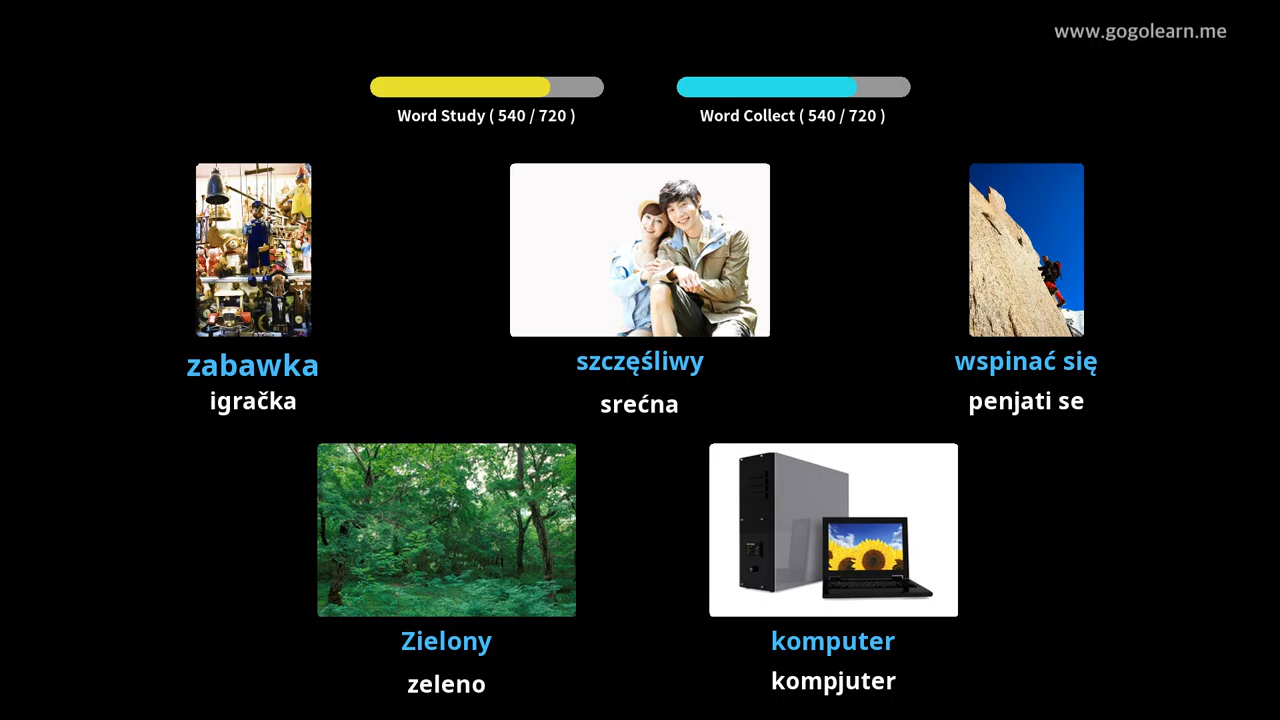 www.gogolearn.me
Word Study ( 540 / 720 )
Word Collect ( 540 / 720 )
zabawka
igračka
szczęśliwy
srećna
wspinać się
penjati se
Zielony
zeleno
komputer
kompjuter